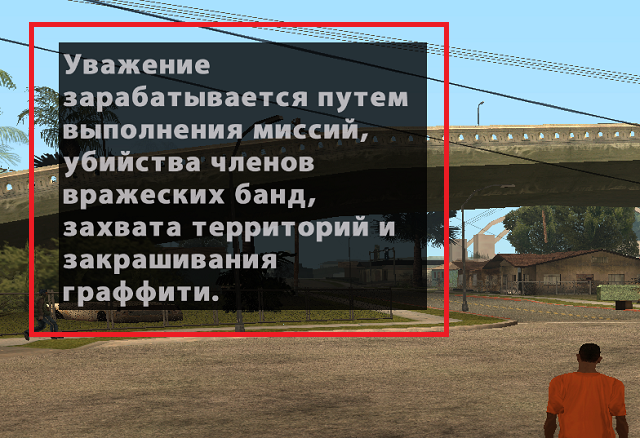 Уважение
зарабатывается путем
выполнения миссий,
убийства членов
вражеских банд,
захвата территорий и
закрашивания
граффити.